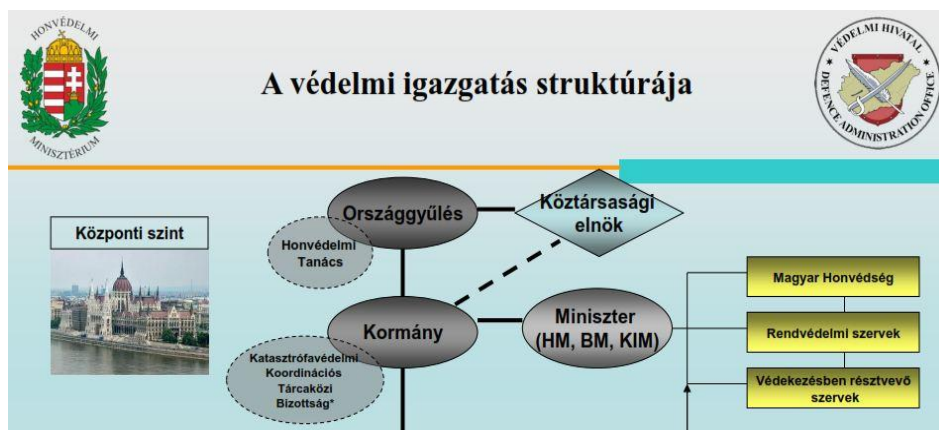 HONVÉDELMI
MINISZTÉRIUM
A védelmi igazgatás struktúrája
VÉDELMI HIVATAL
DEFENCE ADMINISTRATION OFFICE
Központi szint
Országgyűlés
Köztársasági
elnök
Honvédelmi
Tanács
Kormány
Miniszter
(HM, BM, KIM)
Katasztrófavédelmi
Koordinációs
Tárcaközi
Bizottság*
Magyar Honvédség
Rendvédelmi szervek
Védekezésben résztvevő
szervek